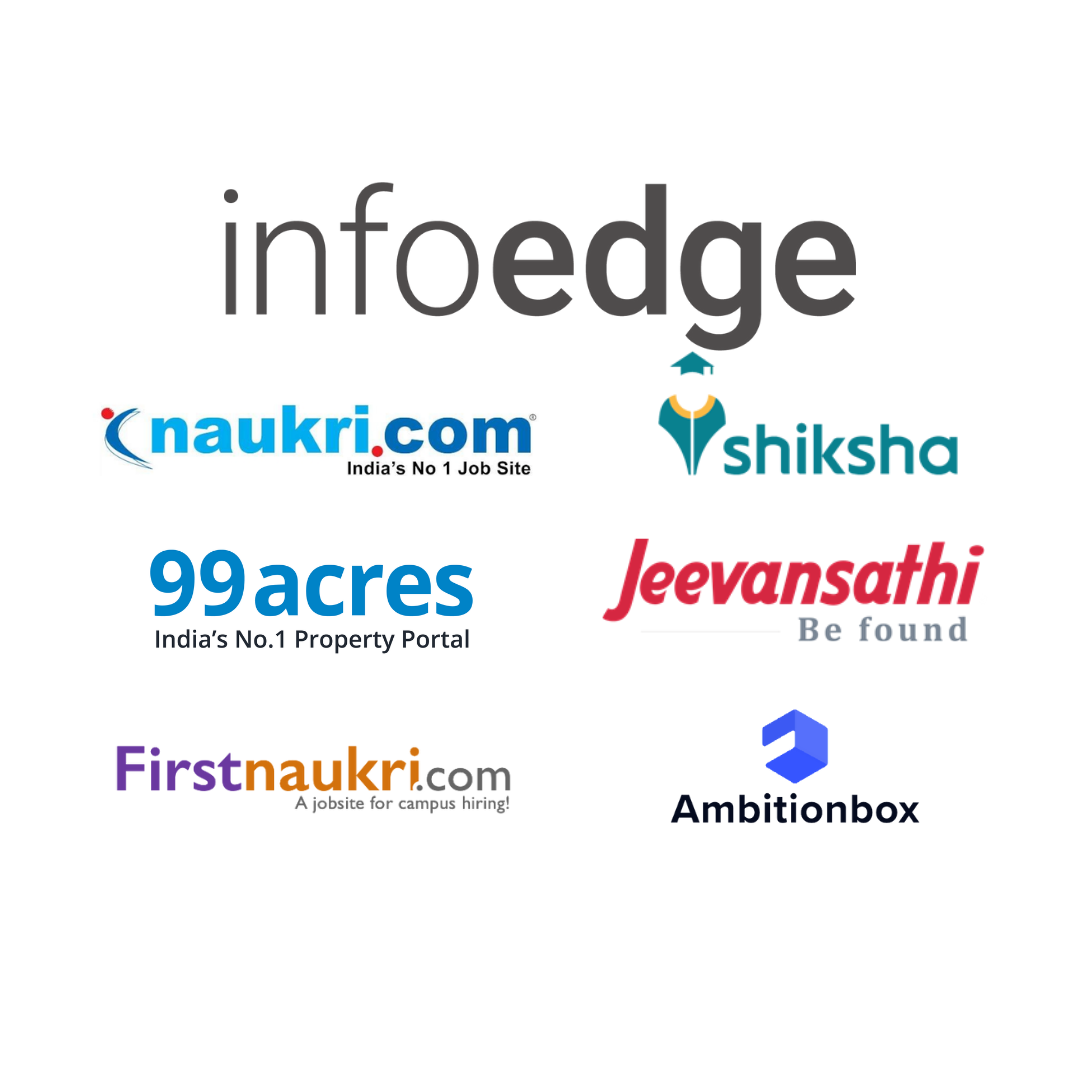 infoedge
naukri.com®
India's No 1 Job Site
shiksha
99acres
India's No.1 Property Portal
Jeevansathi
Be found
Firstnaukri.com
A jobsite for campus hiring!
Ambitionbox